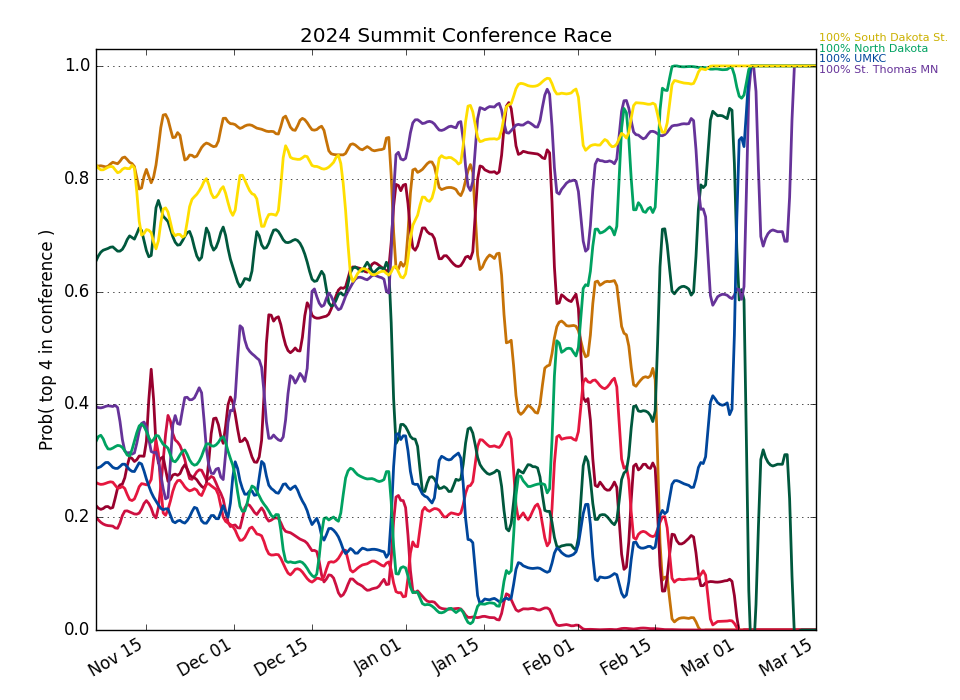 2024 Summit Conference Race
100% South Dakota St.
100% North Dakota
100% UMKC
100% St. Thomas MN
Prob( top 4 in conference )
1.0
0.8
0.6
0.4
0.2
0.0
Nov 15
Dec 01
Dec 15
Jan 01
Jan 15
Feb 01
Feb 15
Mar 01
Mar 15